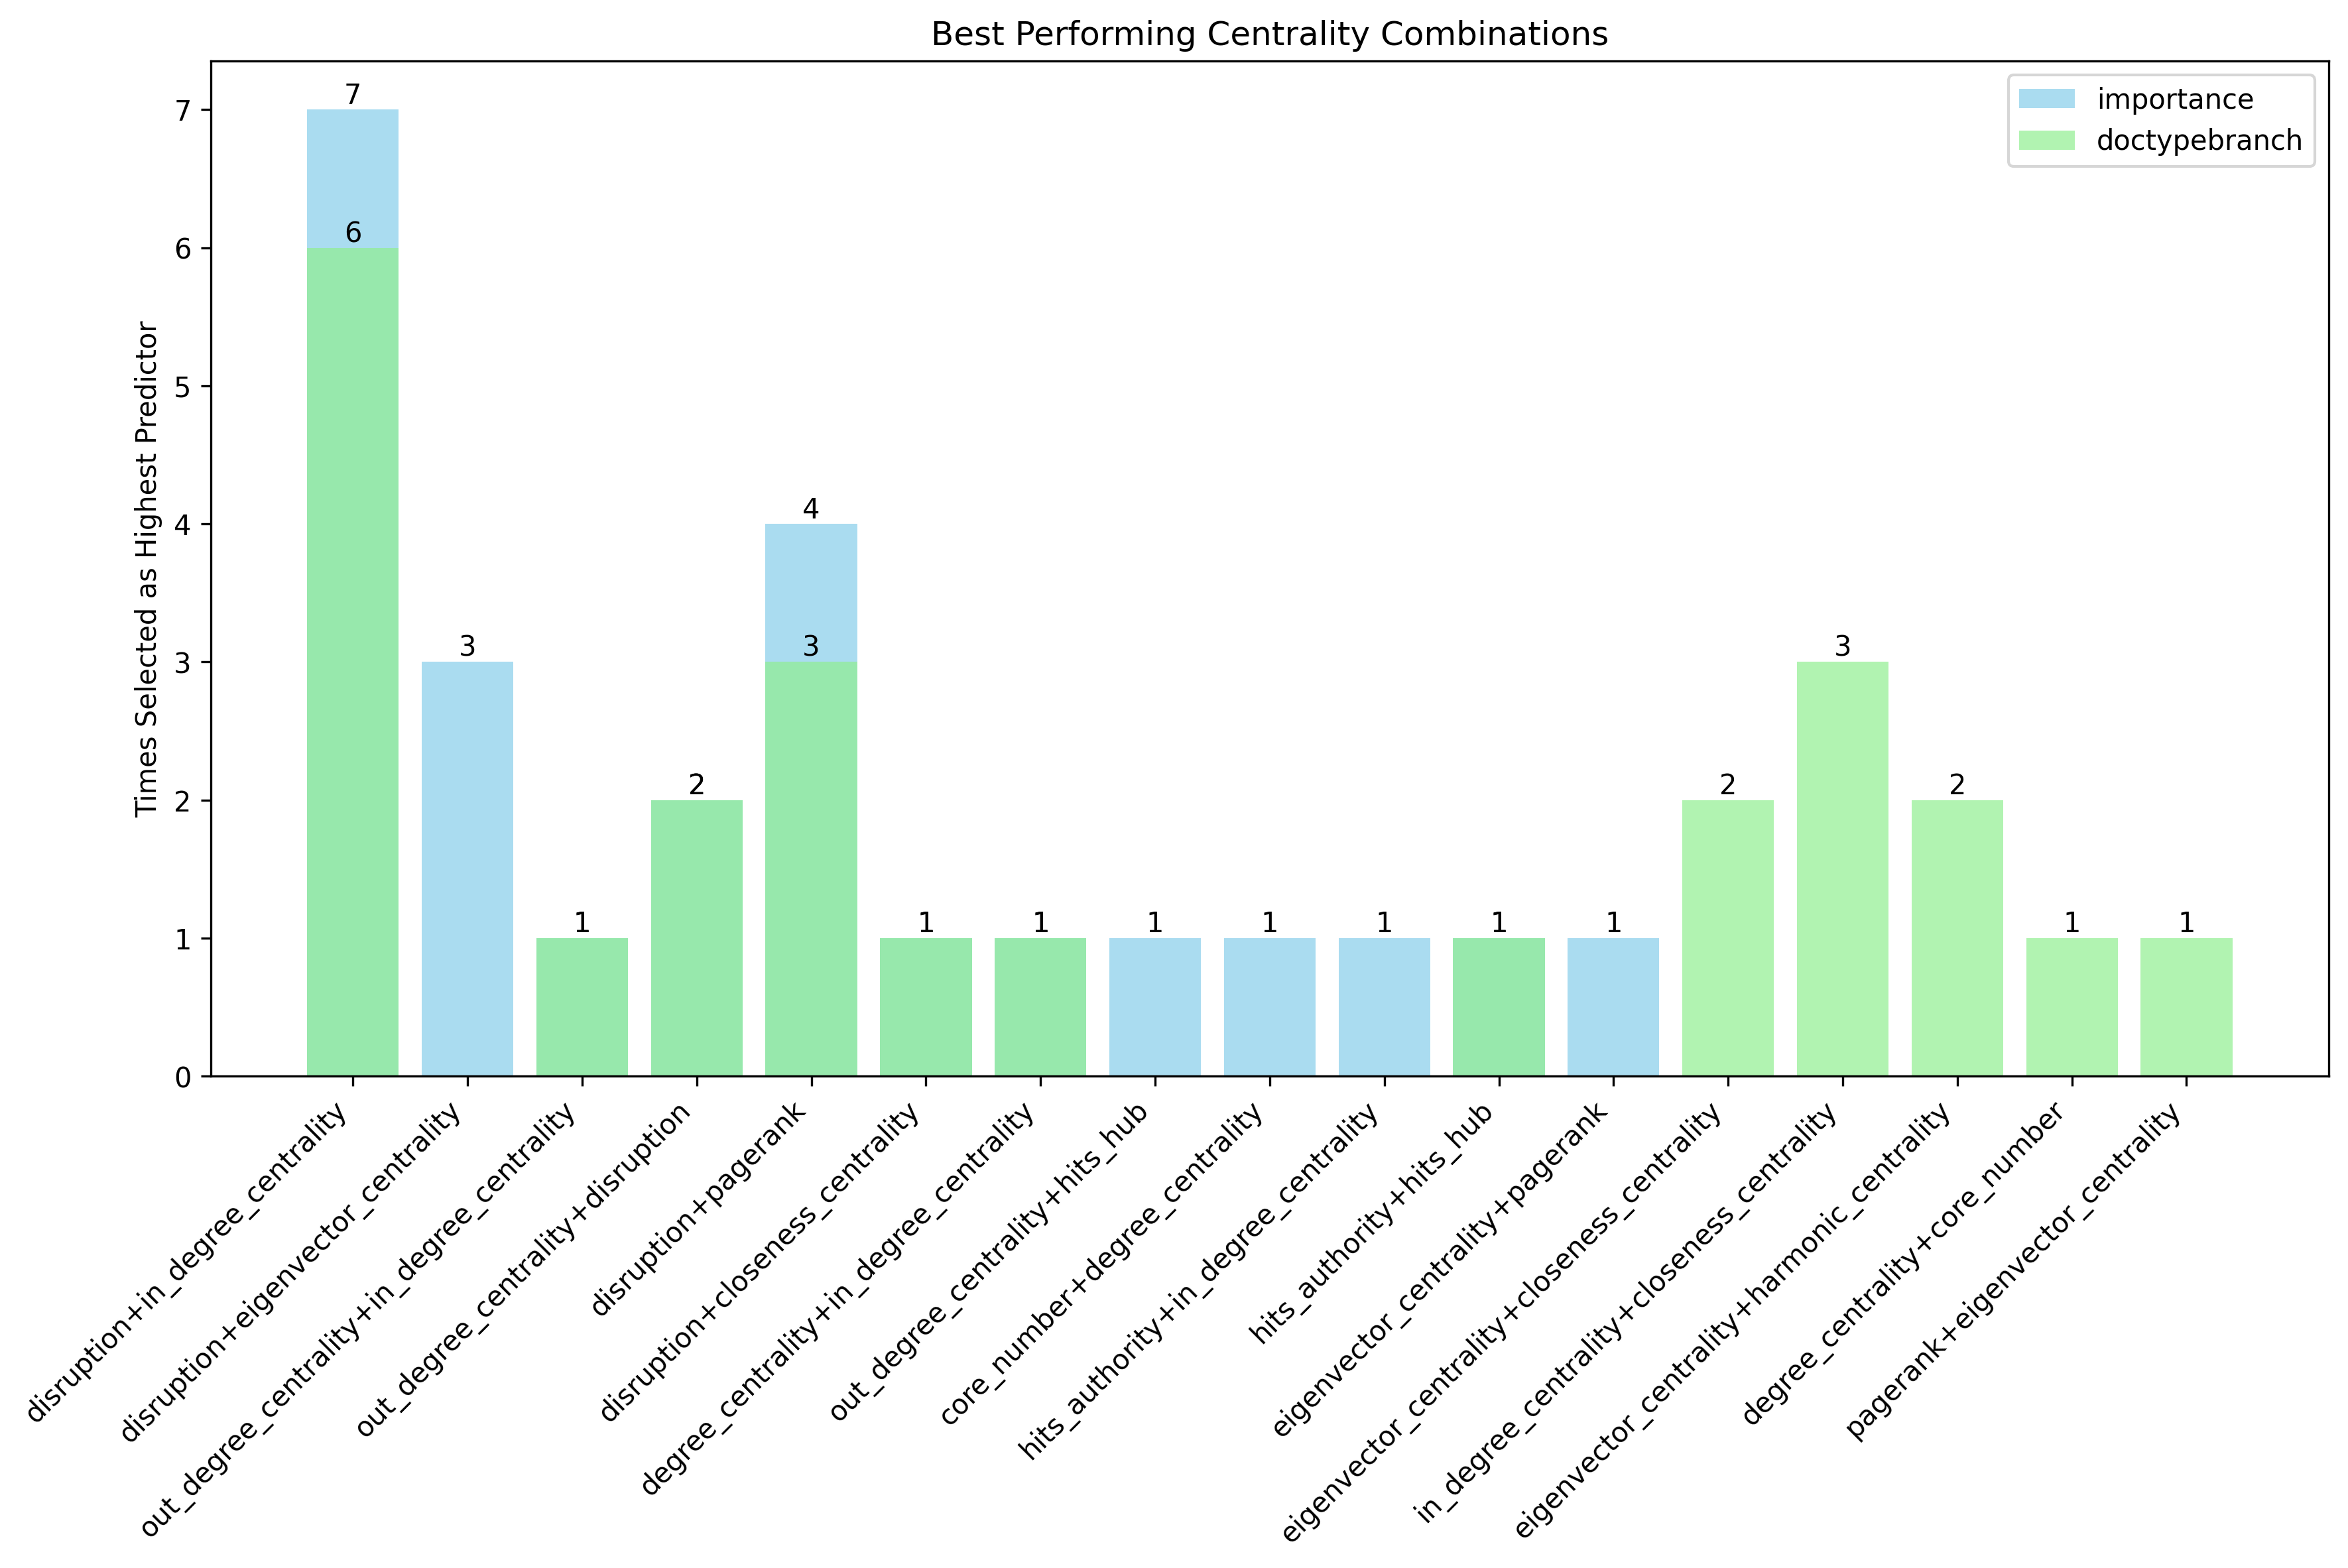 Best Performing Centrality Combinations
importance
doctypebranch
Times Selected as Highest Predictor
7
6
5
4
3
2
1
0
7
6
3
1
2
4
3
1
1
1
1
1
1
1
2
3
2
1
1
disruption+in_degree_centrality
disruption+eigenvector_centrality
out_degree_centrality+in_degree_centrality
out_degree_centrality+disruption
disruption+pagerank
disruption+closeness_centrality
degree_centrality+in_degree_centrality
out_degree_centrality+hits_hub
core_number+degree_centrality
hits_authority+in_degree_centrality
hits_authority+hits_hub
eigenvector_centrality+pagerank
eigenvector_centrality+closeness_centrality
in_degree_centrality+closeness_centrality
eigenvector_centrality+harmonic_centrality
degree_centrality+core_number
pagerank+eigenvector_centrality